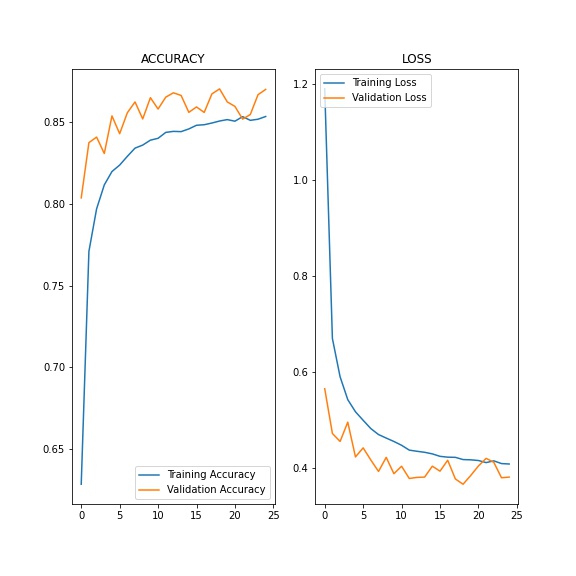 ACCURACY
0.85
0.80
0.75
0.70
0.65
0 5 10 15 20 25
Training Accuracy
Validation Accuracy
LOSS
1.2
1.0
0.8
0.6
0.4
0 5 10 15 20 25
Training Loss
Validation Loss